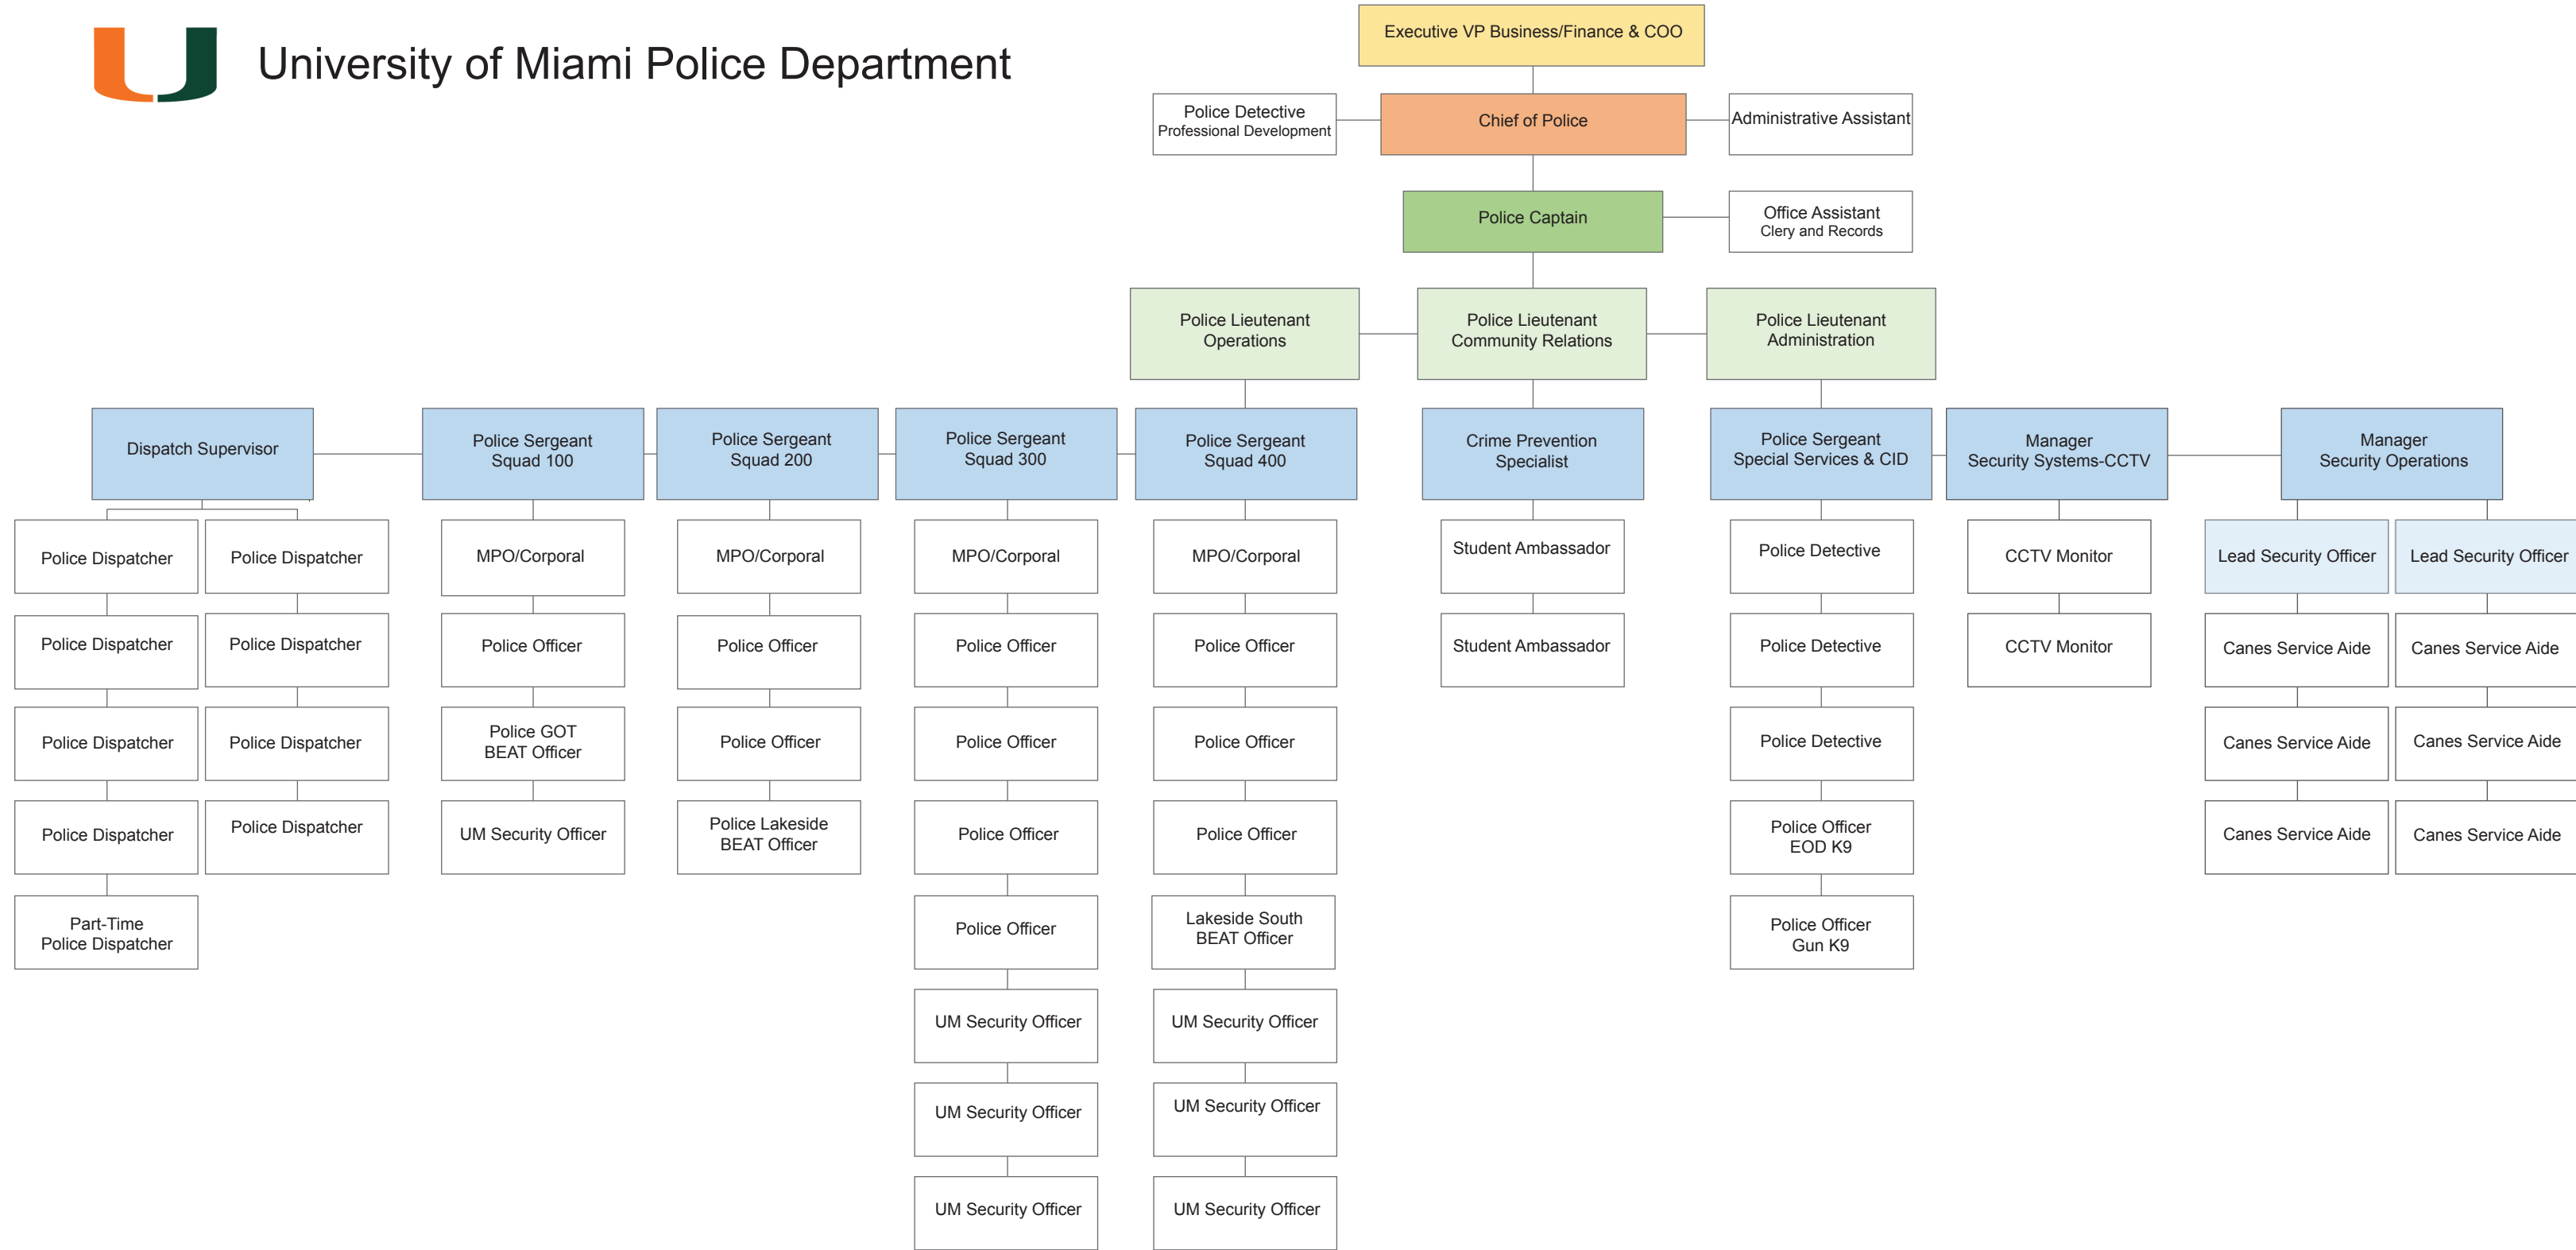 University of Miami Police Department
Executive VP Business/Finance & COO
Police Detective
Professional Development
Chief of Police
Administrative Assistant
Police Captain
Office Assistant
Clery and Records
Police Lieutenant
Operations
Police Lieutenant
Community Relations
Police Lieutenant
Administration
Dispatch Supervisor
Police Sergeant
Squad 100
Police Sergeant
Squad 200
Police Sergeant
Squad 300
Police Sergeant
Squad 400
Crime Prevention
Specialist
Police Sergeant
Special Services & CID
Manager
Security Systems-CCTV
Manager
Security Operations
Police Dispatcher
Police Dispatcher
MPO/Corporal
MPO/Corporal
MPO/Corporal
MPO/Corporal
Student Ambassador
Police Detective
CCTV Monitor
Lead Security Officer
Lead Security Officer
Police Dispatcher
Police Dispatcher
Police Officer
Police Officer
Police Officer
Police Officer
Student Ambassador
Police Detective
CCTV Monitor
Canes Service Aide
Canes Service Aide
Police Dispatcher
Police Dispatcher
Police GOT
BEAT Officer
Police Officer
Police Officer
Police Officer
Police Detective
Canes Service Aide
Canes Service Aide
Police Dispatcher
Police Dispatcher
UM Security Officer
Police Lakeside
BEAT Officer
Police Officer
Police Officer
Police Officer
EOD K9
Canes Service Aide
Canes Service Aide
Part-Time
Police Dispatcher
Police Officer
Lakeside South
BEAT Officer
Police Officer
Gun K9
UM Security Officer
UM Security Officer
UM Security Officer
UM Security Officer
UM Security Officer
UM Security Officer